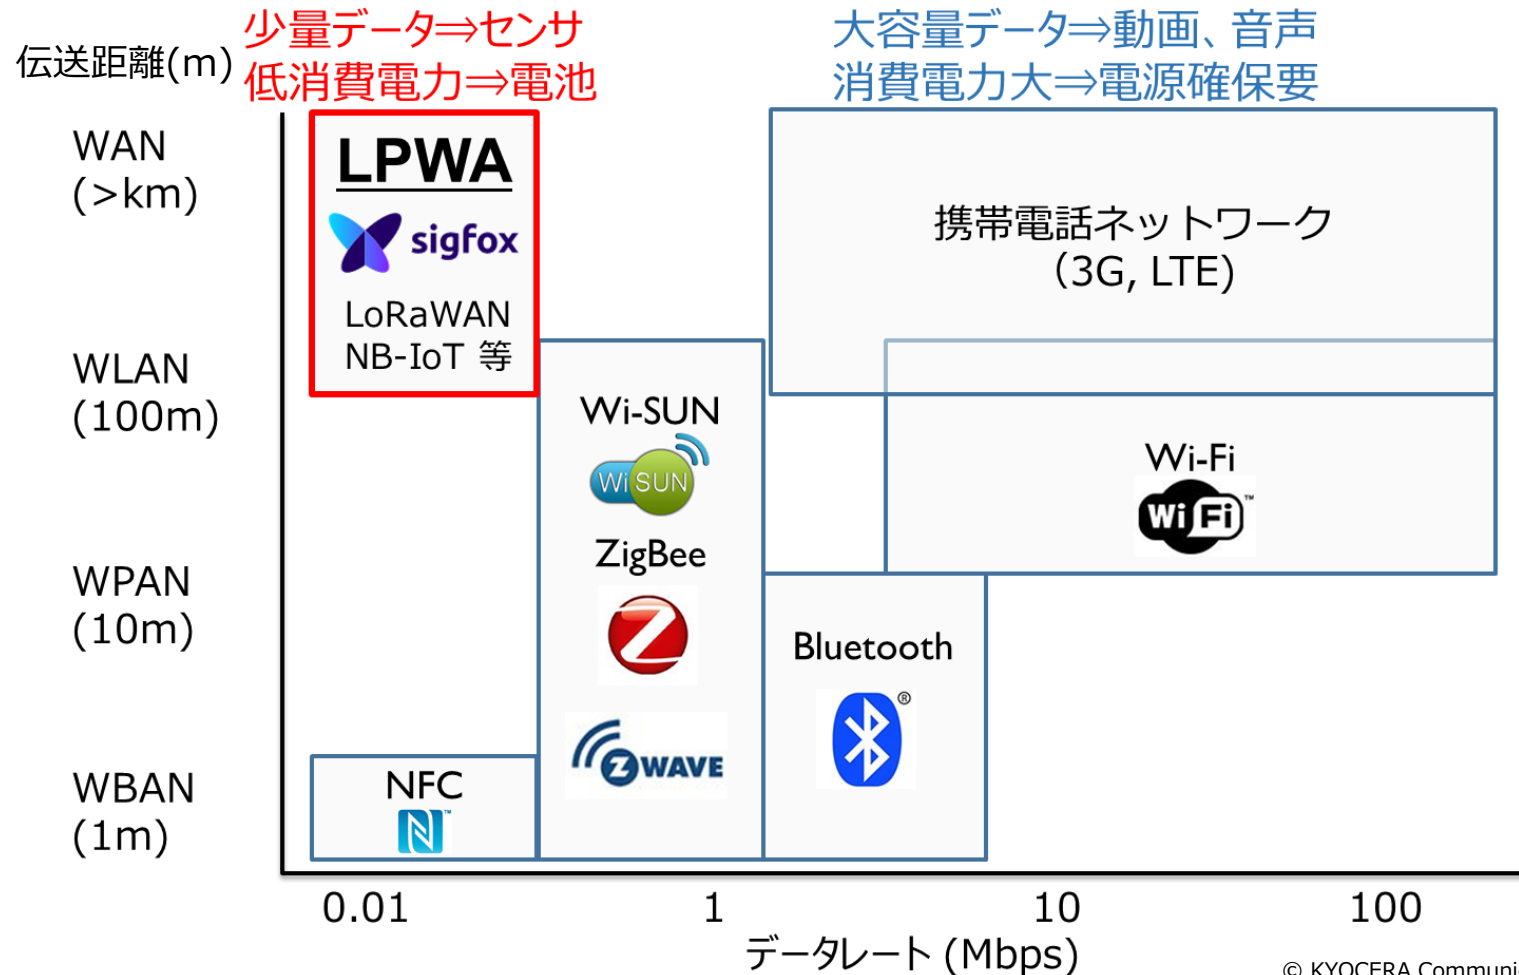 伝送距離(m)
少量データ⇒センサ
低消費電力⇒電池
大容量データ⇒動画、音声
消費電力大⇒電源確保要
WAN
(>km)
LPWA
sigfox
LoRaWAN
NB-IoT 等
携帯電話ネットワーク
(3G, LTE)
WLAN
(100m)
Wi-SUN
Wi SUN
ZigBee
Z
Z WAVE
Wi-Fi
Wi Fi™
WPAN
(10m)
Bluetooth
®
WBAN
(1m)
NFC
N™
0.01
1
10
100
データレート (Mbps)
© KYOCERA Communi